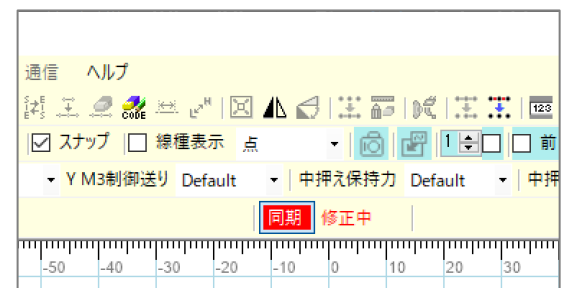 通信 ヘルプ
CODE 123
スナップ 線種表示 点 1 前
Y M3制御送り Default 中押え保持力 Default 中押
同期 修正中
-50 -40 -30 -20 -10 0 10 20 30